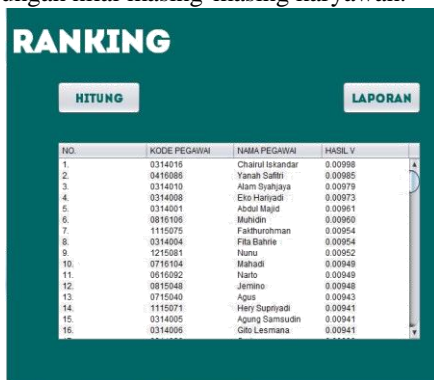 RANKING
HITUNG LAPORAN
NO. KODE PEGAWAI NAMA PEGAWAI HASIL V
1. 0314016 Chairul Iskandar 0.00998
2. 0416086 Yanah Safitri 0.00985
3. 0314010 Alam Syahjaya 0.00979
4. 0314008 Eko Hariyadi 0.00973
5. 0314001 Abdul Majid 0.00961
6. 0816106 Muhidin 0.00960
7. 1115075 Fakthurohman 0.00954
8. 0314004 Fita Bahrie 0.00954
9. 1215081 Nunu 0.00952
10. 0716104 Mahadi 0.00949
11. 0616092 Narto 0.00949
12. 0815048 Jemino 0.00948
13. 0715040 Agus 0.00943
14. 1115071 Hery Supriyadi 0.00941
15. 0314005 Agung Samsudin 0.00941
16. 0314006 Gito Lesmana 0.00941